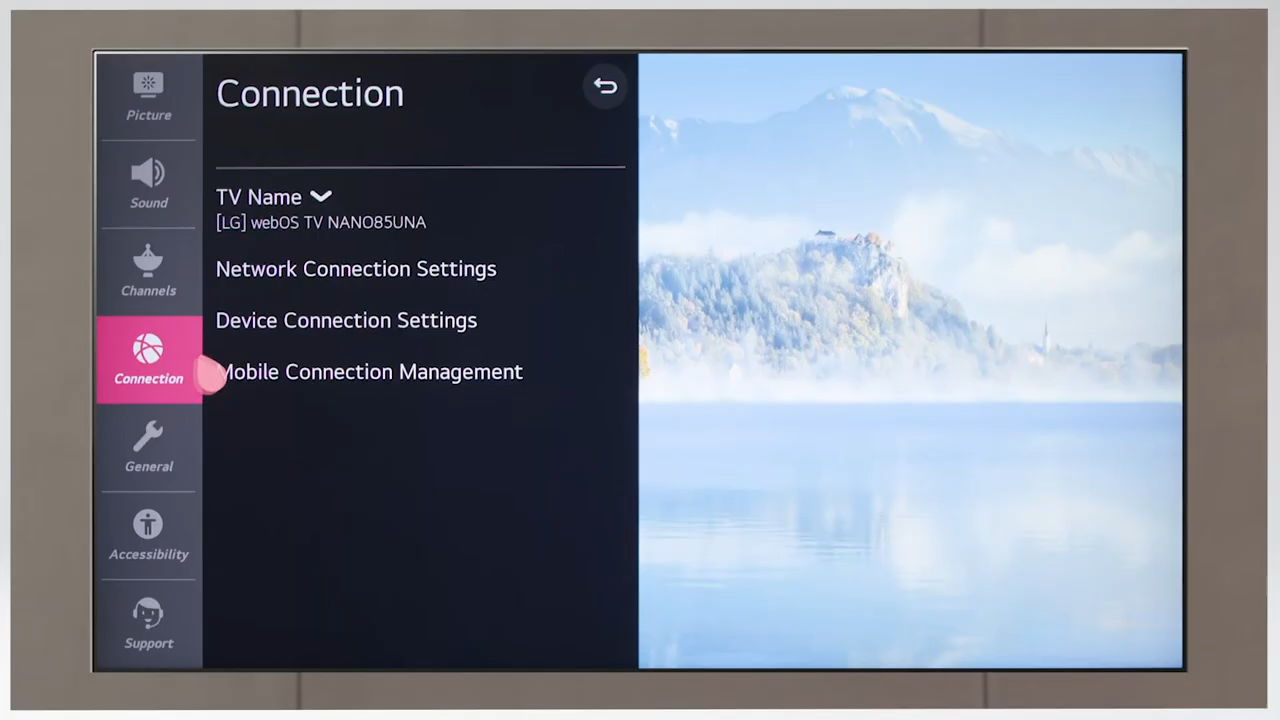 Picture
Sound
Channels
Connection
General
Accessibility
Support
Connection
TV Name
[LG] webOS TV NANO85UNA
Network Connection Settings
Device Connection Settings
Mobile Connection Management